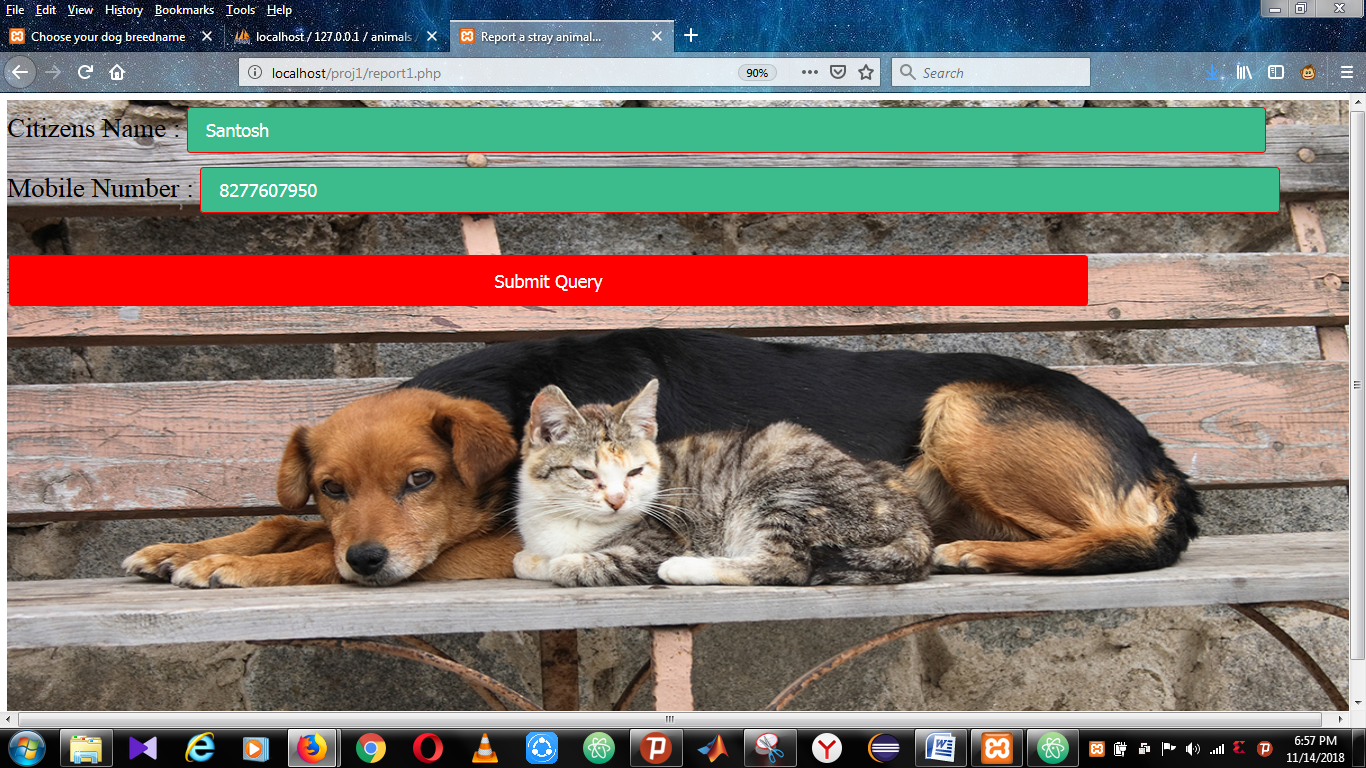 File Edit View History Bookmarks Tools Help
Choose your dog breedname
localhost / 127.0.0.1 / animals
Report a stray animal...
localhost/proj1/report1.php
90%
Search
Citizens Name :
Santosh
Mobile Number :
8277607950
Submit Query
6:57 PM
11/14/2018